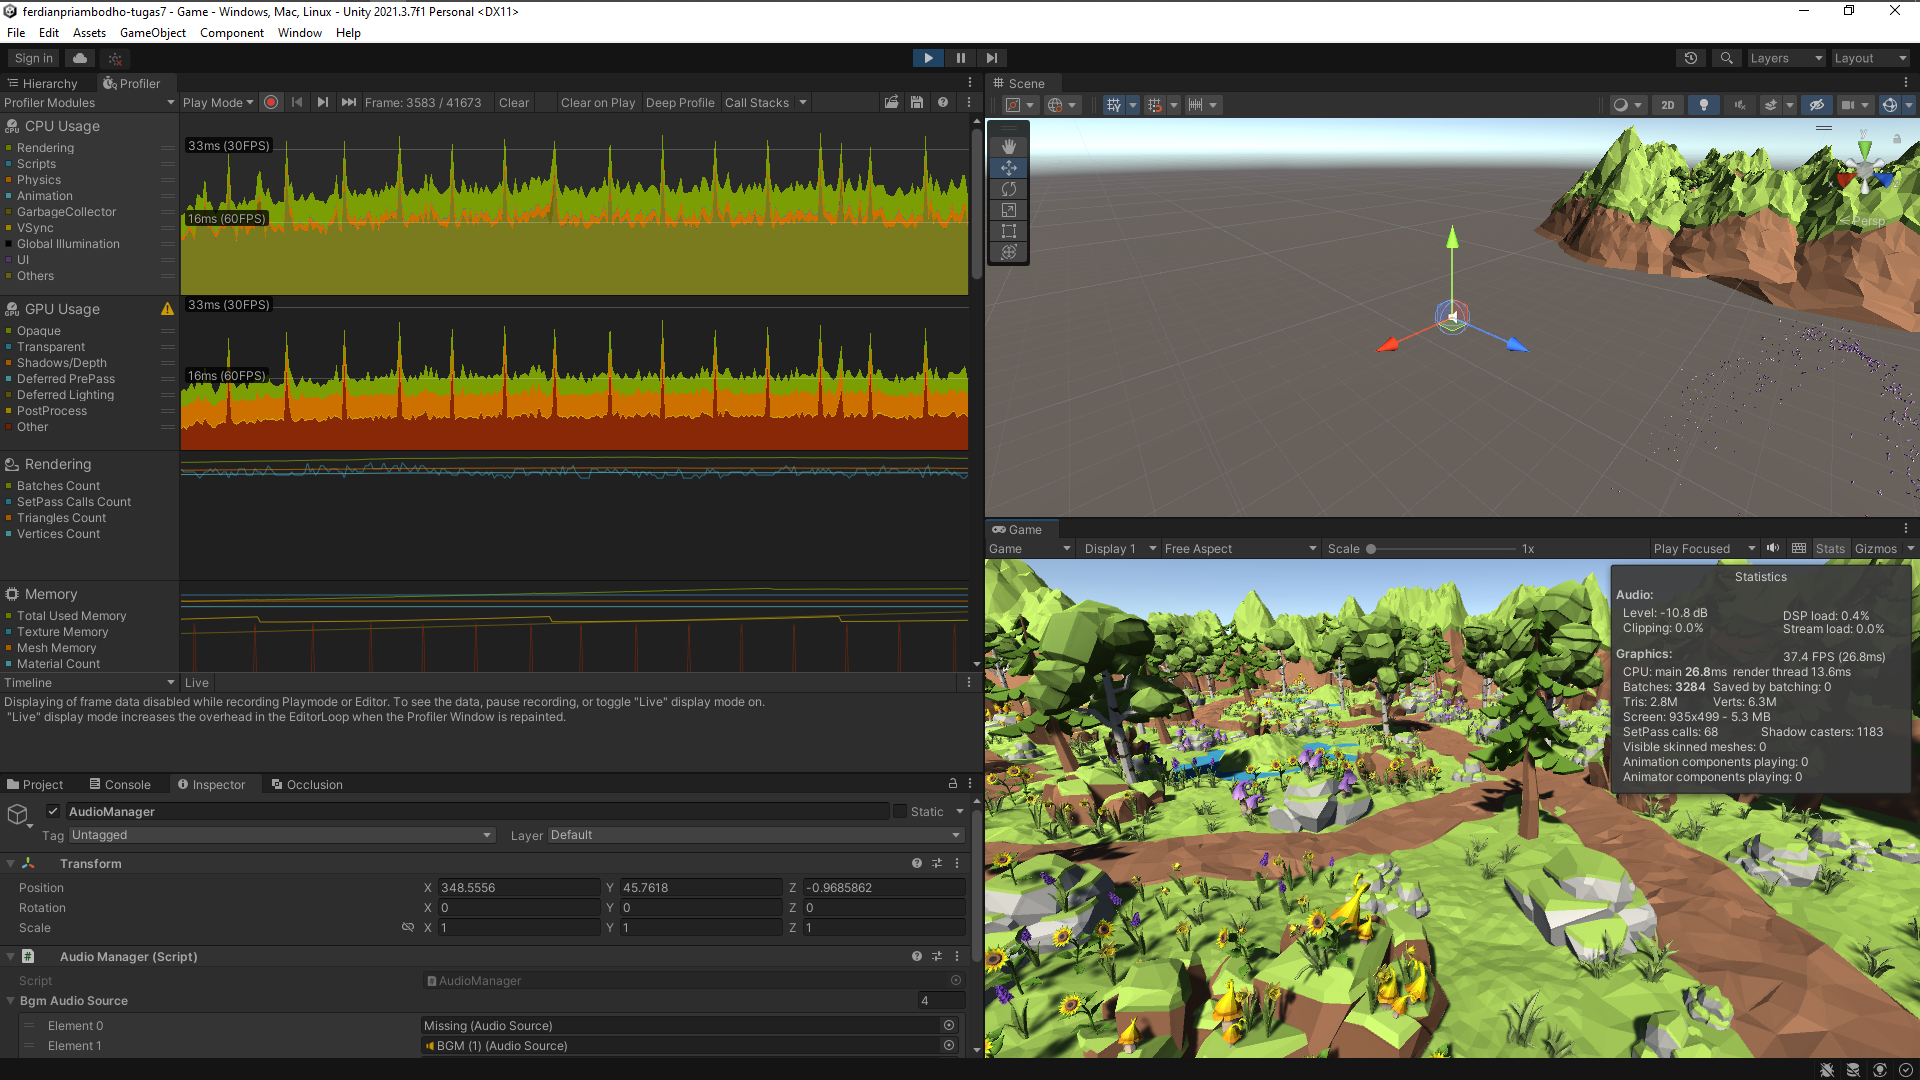 ferdianpriambodho-tugas7 - Game - Windows, Mac, Linux - Unity 2021.3.7f1 Personal <DX11>
File Edit Assets GameObject Component Window Help
Sign in
Layers
Layout
Hierarchy
Profiler
Profiler Modules
Play Mode
Frame: 3583 / 41673
Clear
Clear on Play
Deep Profile
Call Stacks
CPU Usage
Rendering
Scripts
Physics
Animation
GarbageCollector
VSync
Global Illumination
UI
Others
33ms (30FPS)
16ms (60FPS)
GPU Usage
Opaque
Transparent
Shadows/Depth
Deferred PrePass
Deferred Lighting
PostProcess
Other
33ms (30FPS)
16ms (60FPS)
Rendering
Batches Count
SetPass Calls Count
Triangles Count
Vertices Count
Memory
Total Used Memory
Texture Memory
Mesh Memory
Material Count
Timeline
Live
Displaying of frame data disabled while recording Playmode or Editor. To see the data, pause recording, or toggle "Live" display mode on.
"Live" display mode increases the overhead in the EditorLoop when the Profiler Window is repainted.
Project
Console
Inspector
Occlusion
AudioManager
Static
Tag Untagged
Layer Default
Transform
Position X 348.5556 Y 45.7618 Z -0.9685862
Rotation X 0 Y 0 Z 0
Scale X 1 Y 1 Z 1
# Audio Manager (Script)
Script AudioManager
Bgm Audio Source 4
Element 0 Missing (Audio Source)
Element 1 BGM (1) (Audio Source)
Scene
2D
y
x
z
Persp
Game
Game
Display 1
Free Aspect
Scale
1x
Play Focused
Stats
Gizmos
Statistics
Audio:
Level: -10.8 dB DSP load: 0.4%
Clipping: 0.0% Stream load: 0.0%
Graphics: 37.4 FPS (26.8ms)
CPU: main 26.8ms render thread 13.6ms
Batches: 3284 Saved by batching: 0
Tris: 2.8M Verts: 6.3M
Screen: 935x499 - 5.3 MB
SetPass calls: 68 Shadow casters: 1183
Visible skinned meshes: 0
Animation components playing: 0
Animator components playing: 0